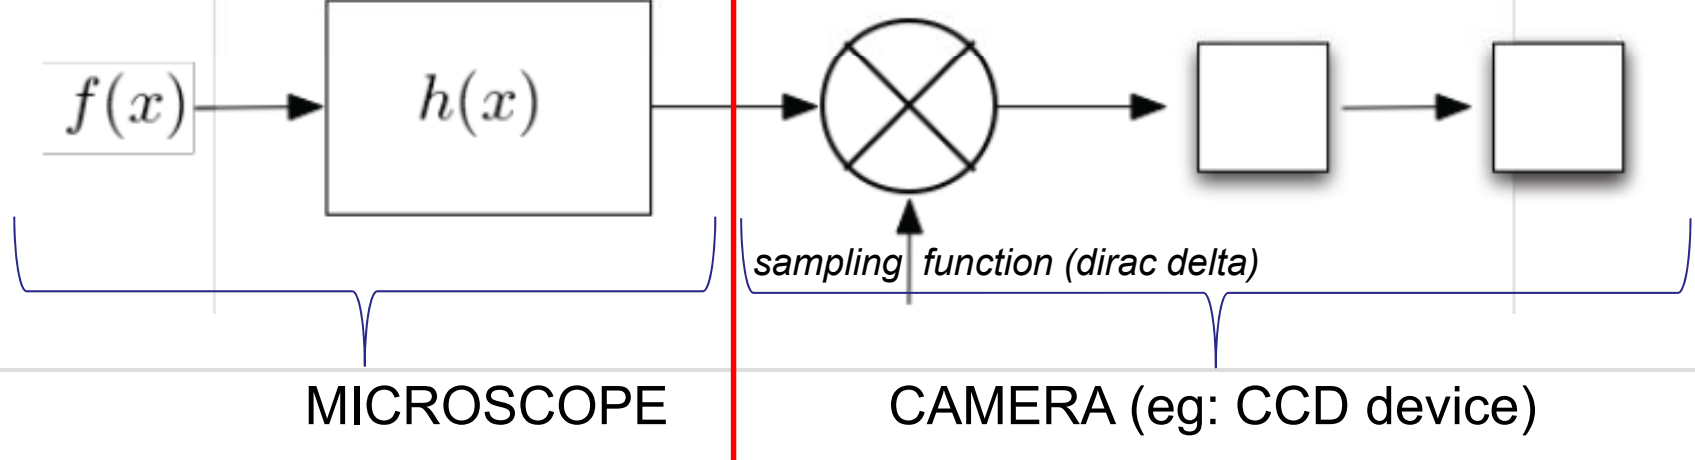 f(x)
h(x)
sampling function (dirac delta)
MICROSCOPE
CAMERA (eg: CCD device)